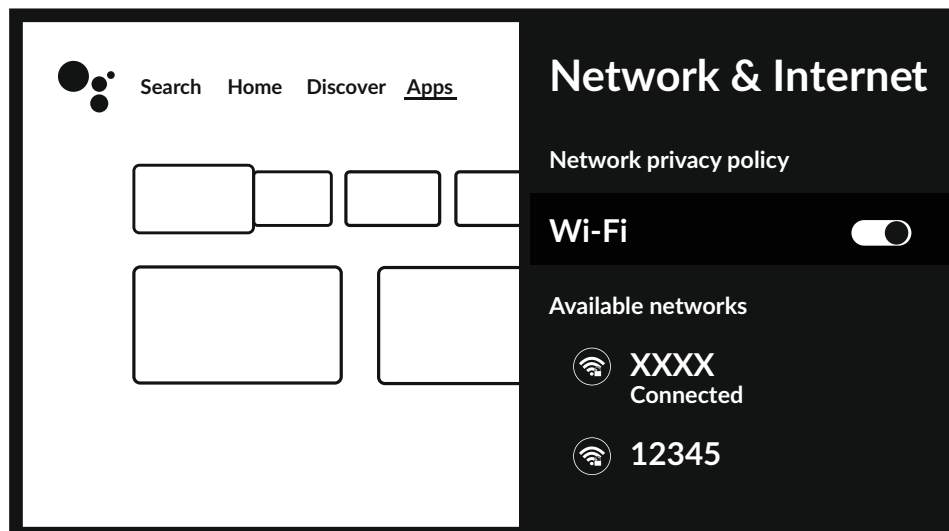 Search Home Discover Apps
Network & Internet
Network privacy policy
Wi-Fi
Available networks
XXXX
Connected
12345